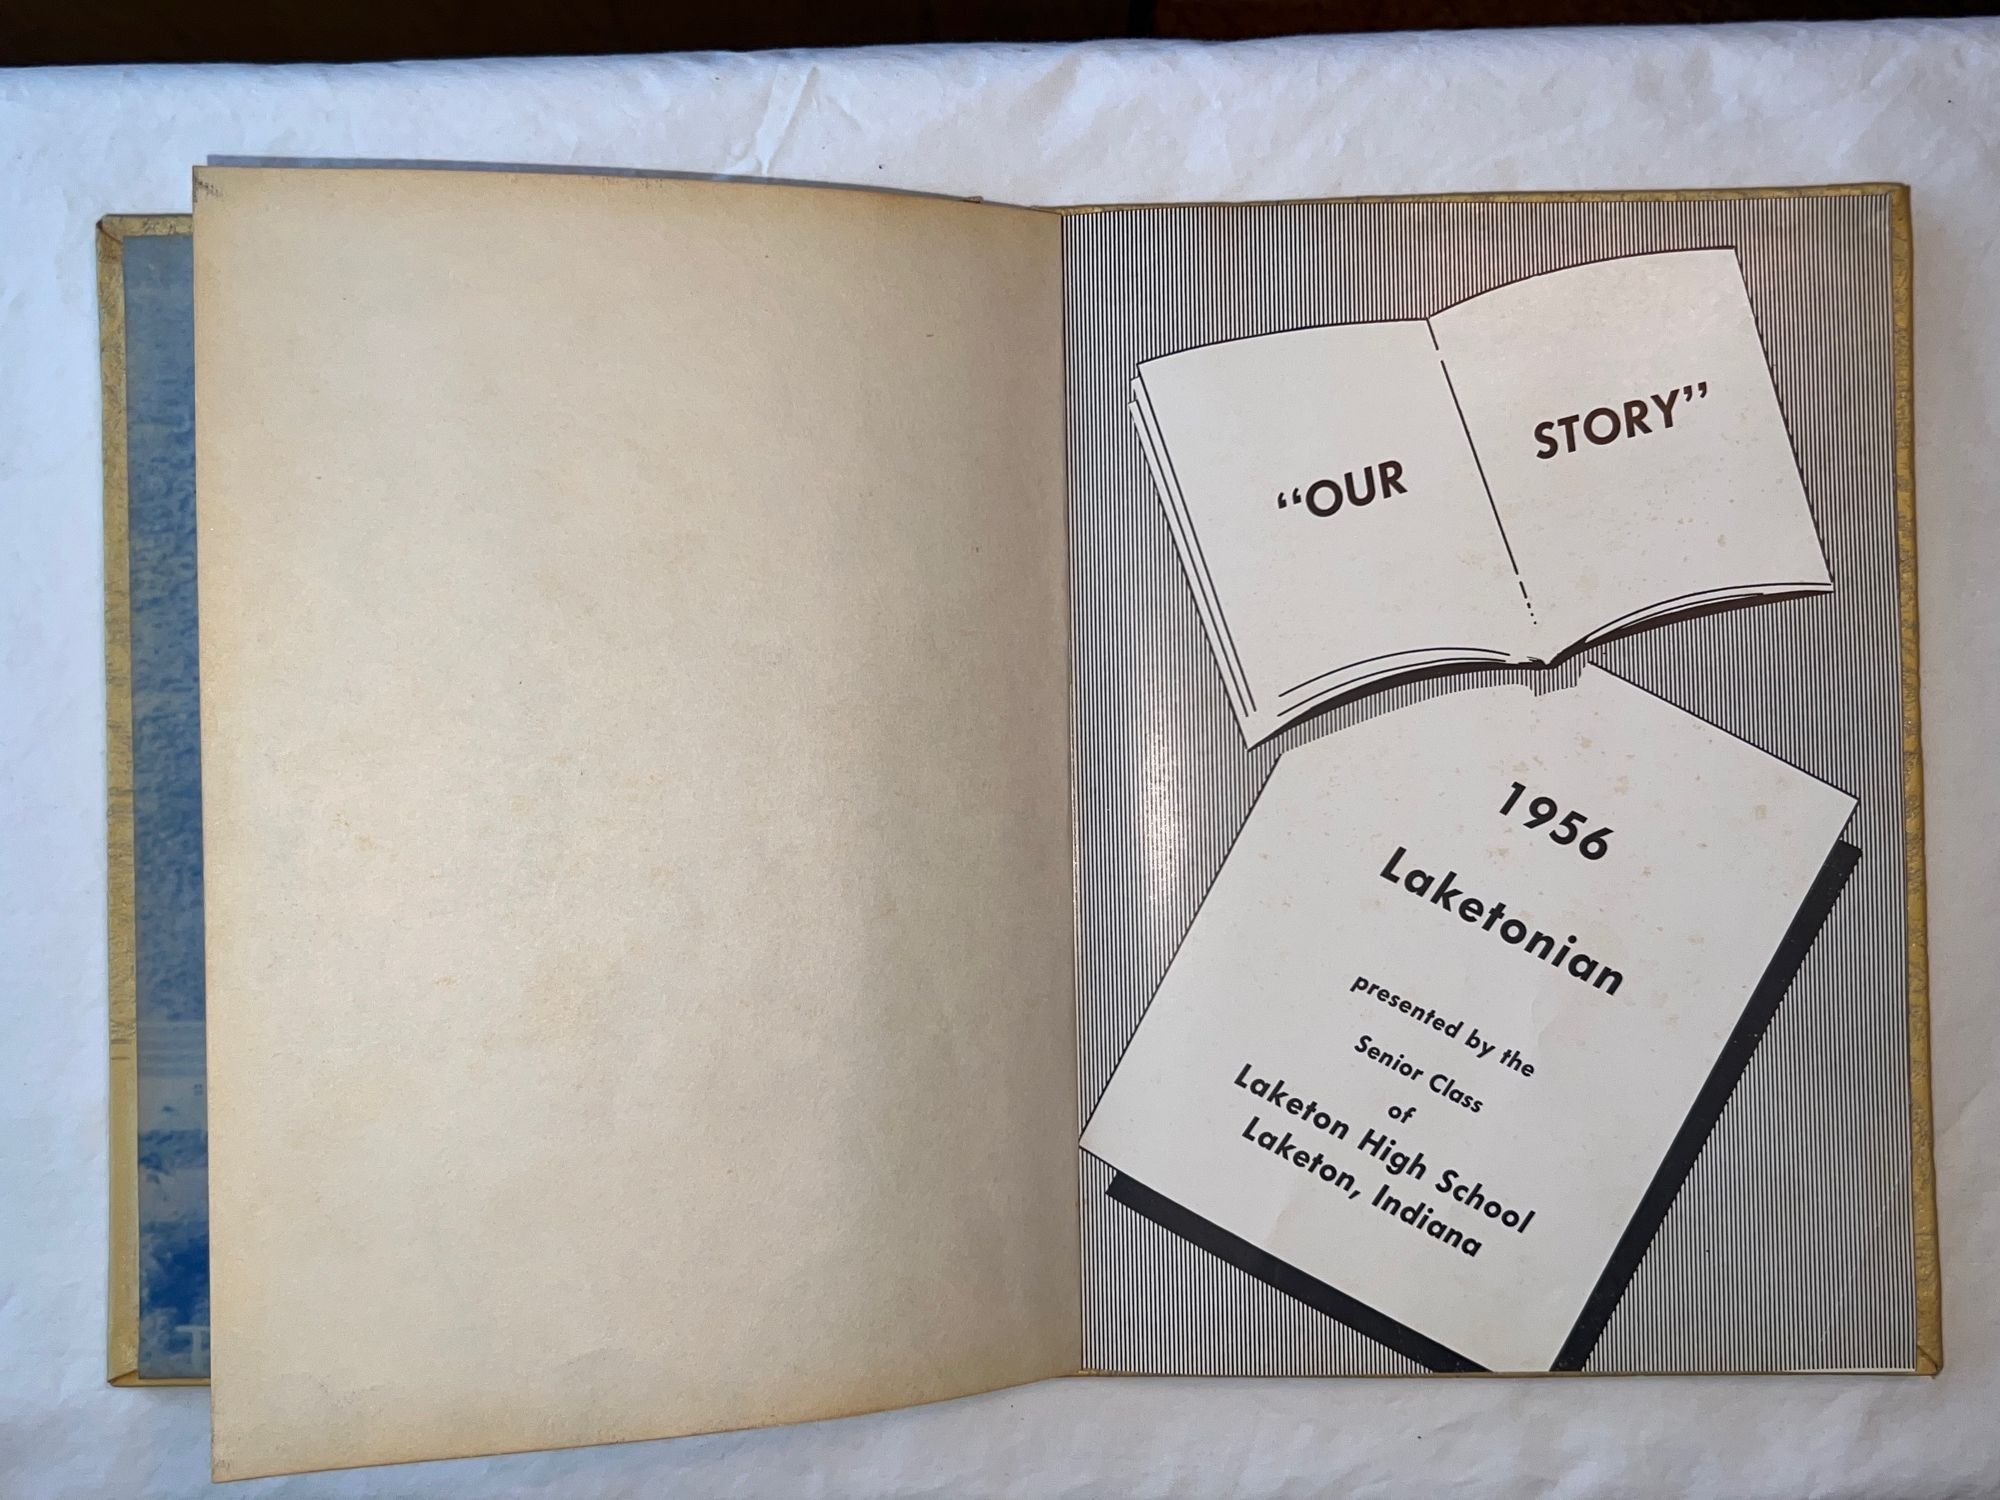 “OUR STORY”
1956
Laketonian
presented by the
Senior Class
of
Laketon High School
Laketon, Indiana